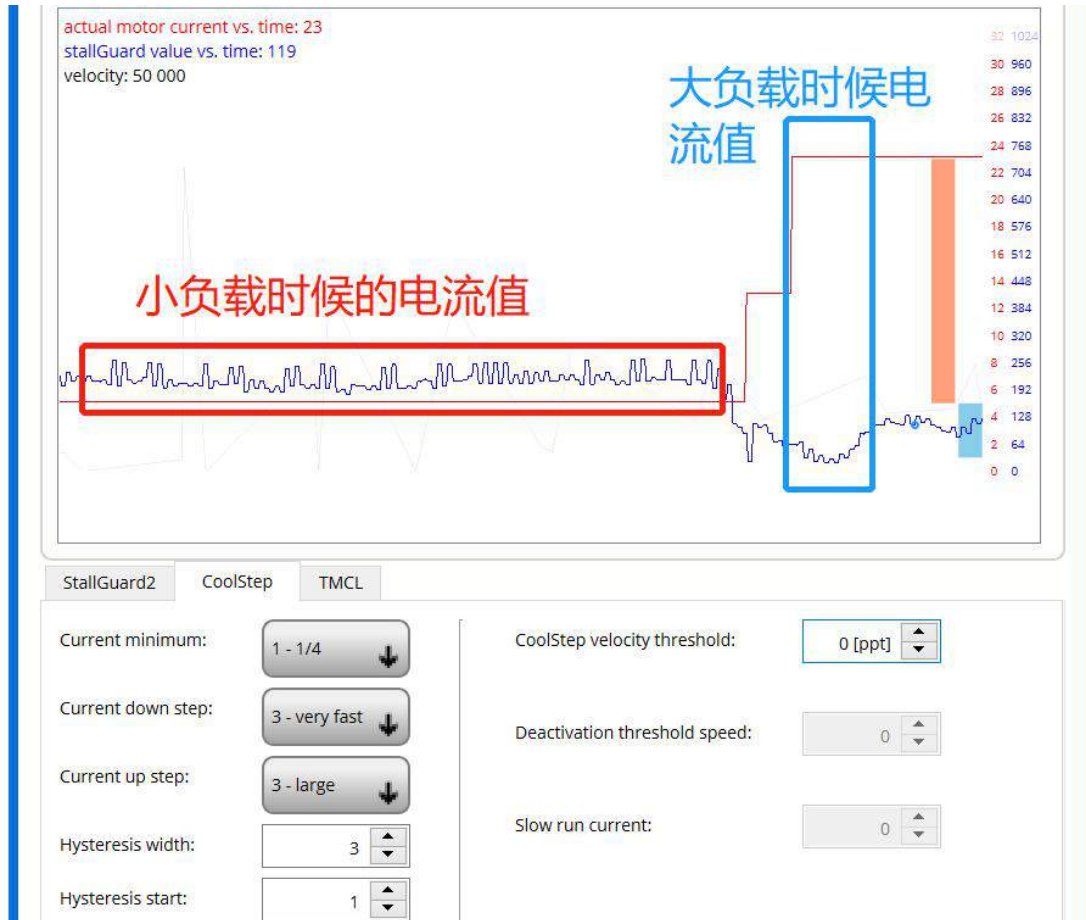 actual motor current vs. time: 23
stallGuard value vs. time: 119
velocity: 50 000
大负载时候电
流值
小负载时候的电流值
32 1024
30 960
28 896
26 832
24 768
22 704
20 640
18 576
16 512
14 448
12 384
10 320
8 256
6 192
4 128
2 64
0 0
StallGuard2 CoolStep TMCL
Current minimum: 1 - 1/4 CoolStep velocity threshold: 0 [ppt]
Current down step: 3 - very fast Deactivation threshold speed: 0
Current up step: 3 - large Slow run current: 0
Hysteresis width: 3
Hysteresis start: 1